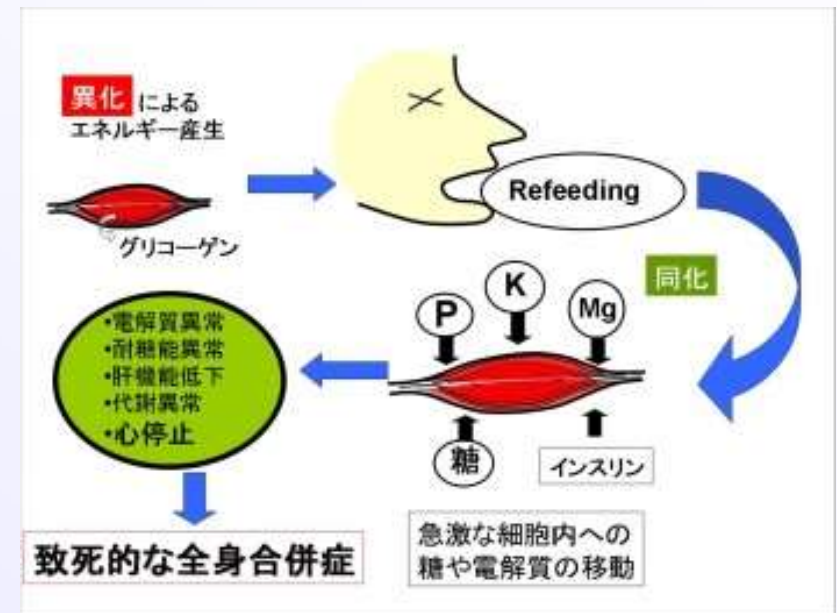 異化 による
エネルギー産生
グリコーゲン
Refeeding
同化
P
K
Mg
糖
インスリン
急激な細胞内への
糖や電解質の移動
・電解質異常
・耐糖能異常
・肝機能低下
・代謝異常
・心停止
致死的な全身合併症